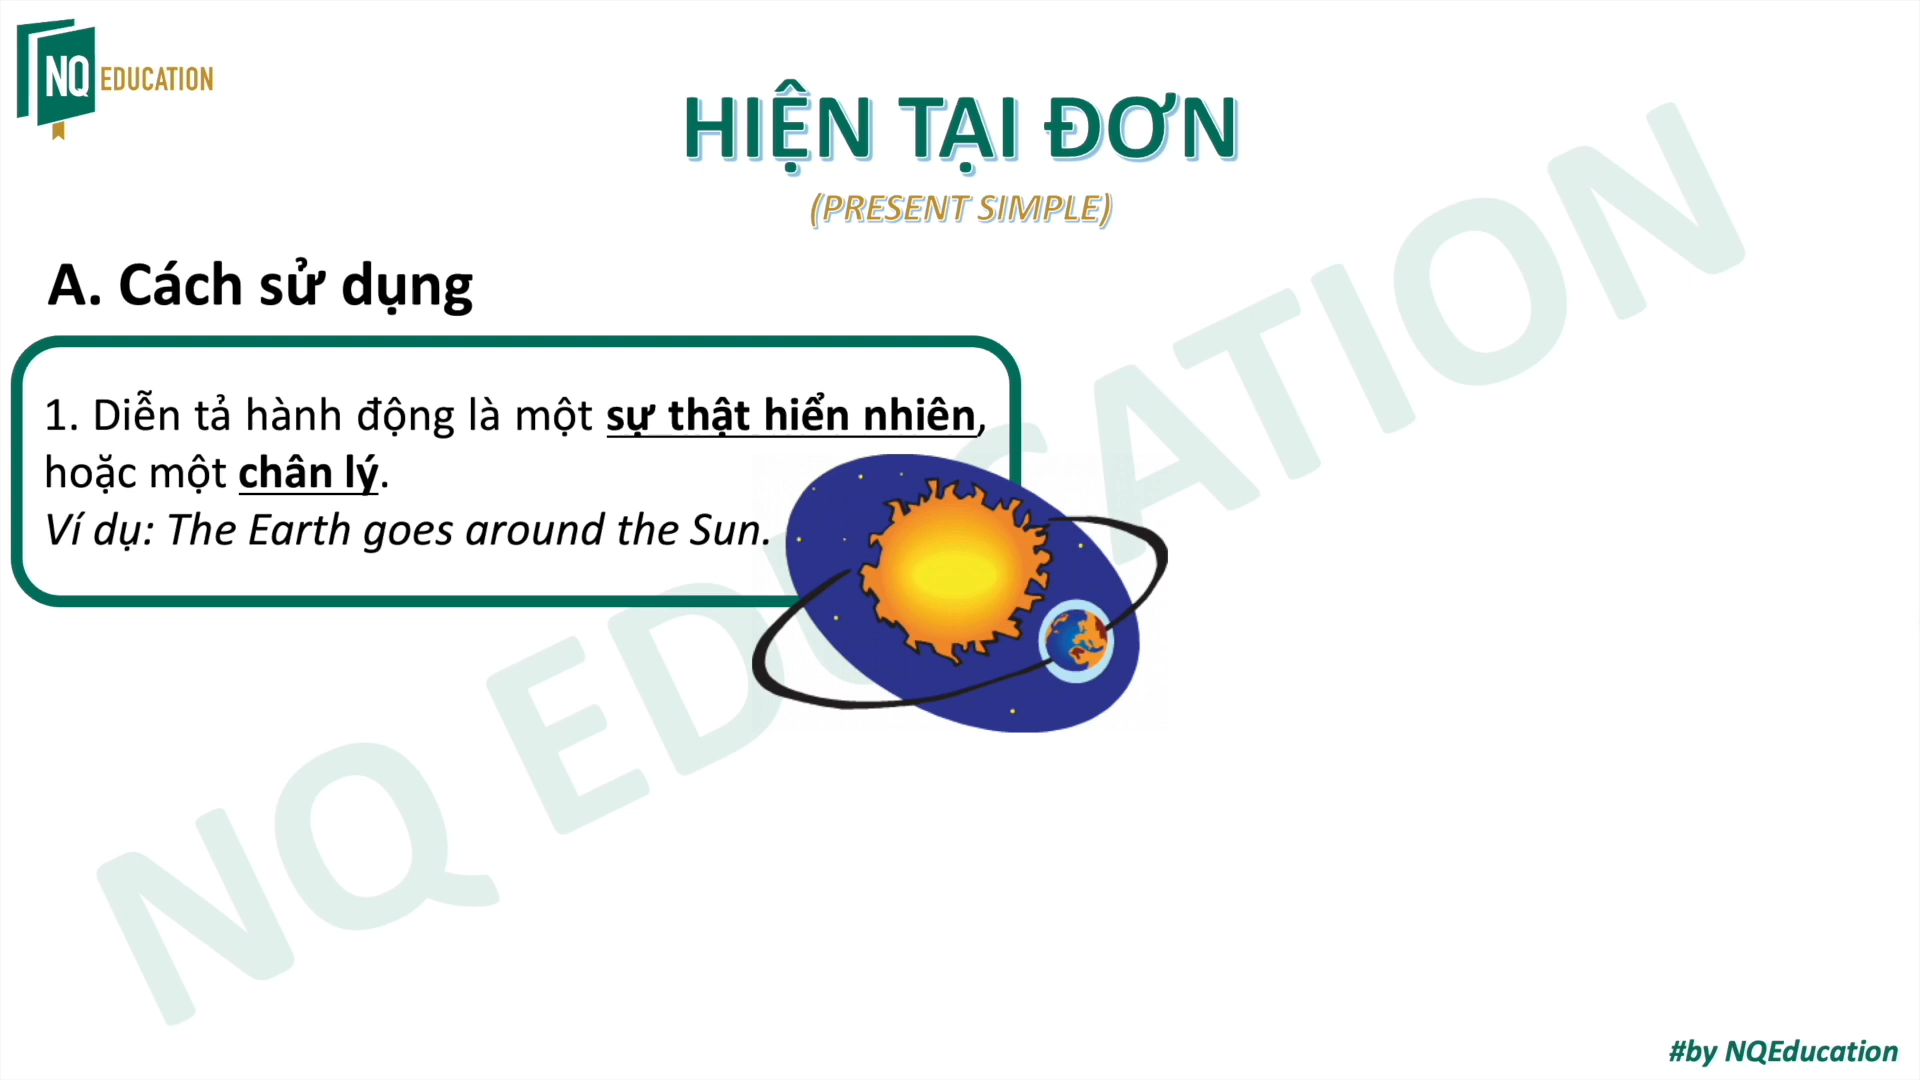 NQ EDUCATION
HIỆN TẠI ĐƠN
(PRESENT SIMPLE)
A. Cách sử dụng
1. Diễn tả hành động là một sự thật hiển nhiên,
hoặc một chân lý.
Ví dụ: The Earth goes around the Sun.
NQ EDUCATION
#by NQEducation